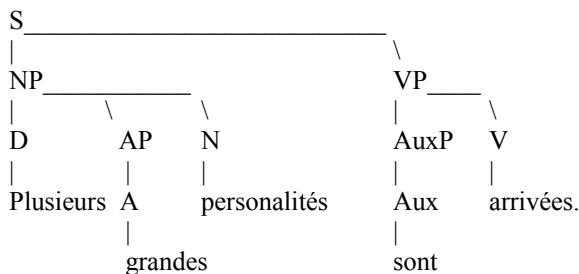 S
NP VP
D AP N AuxP V
Plusieurs A personalités Aux arrivées.
grandes sont